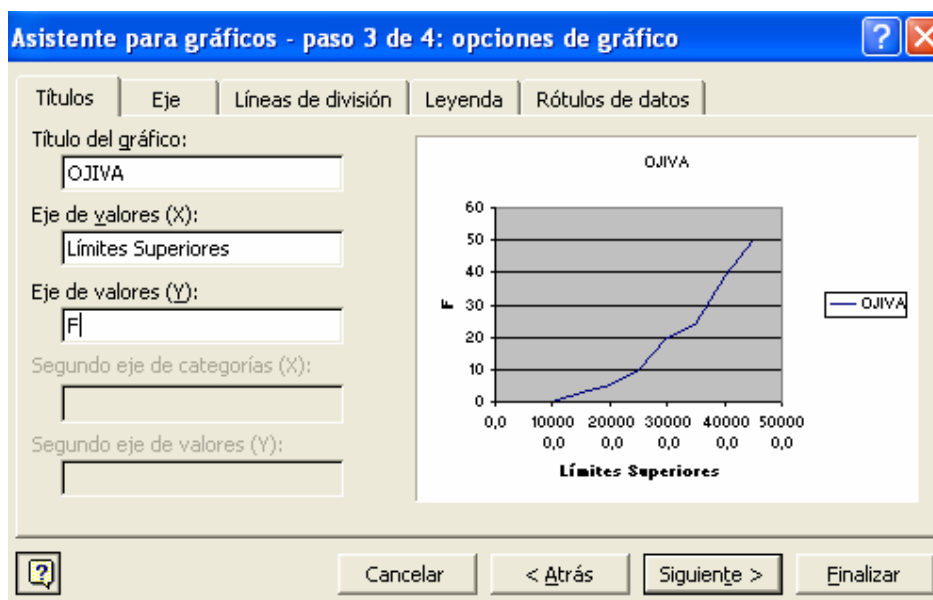 Asistente para gráficos - paso 3 de 4: opciones de gráfico
Títulos Eje Líneas de división Leyenda Rótulos de datos
Título del gráfico:
OJIVA
Eje de valores (X):
Límites Superiores
Eje de valores (Y):
F
Segundo eje de categorías (X):
Segundo eje de valores (Y):
OJIVA
60
50
40
30
20
10
0
F
0,0 10000 20000 30000 40000 50000
0,0 0,0 0,0 0,0 0,0
Límites Superiores
OJIVA
Cancelar < Atrás Siguiente > Finalizar